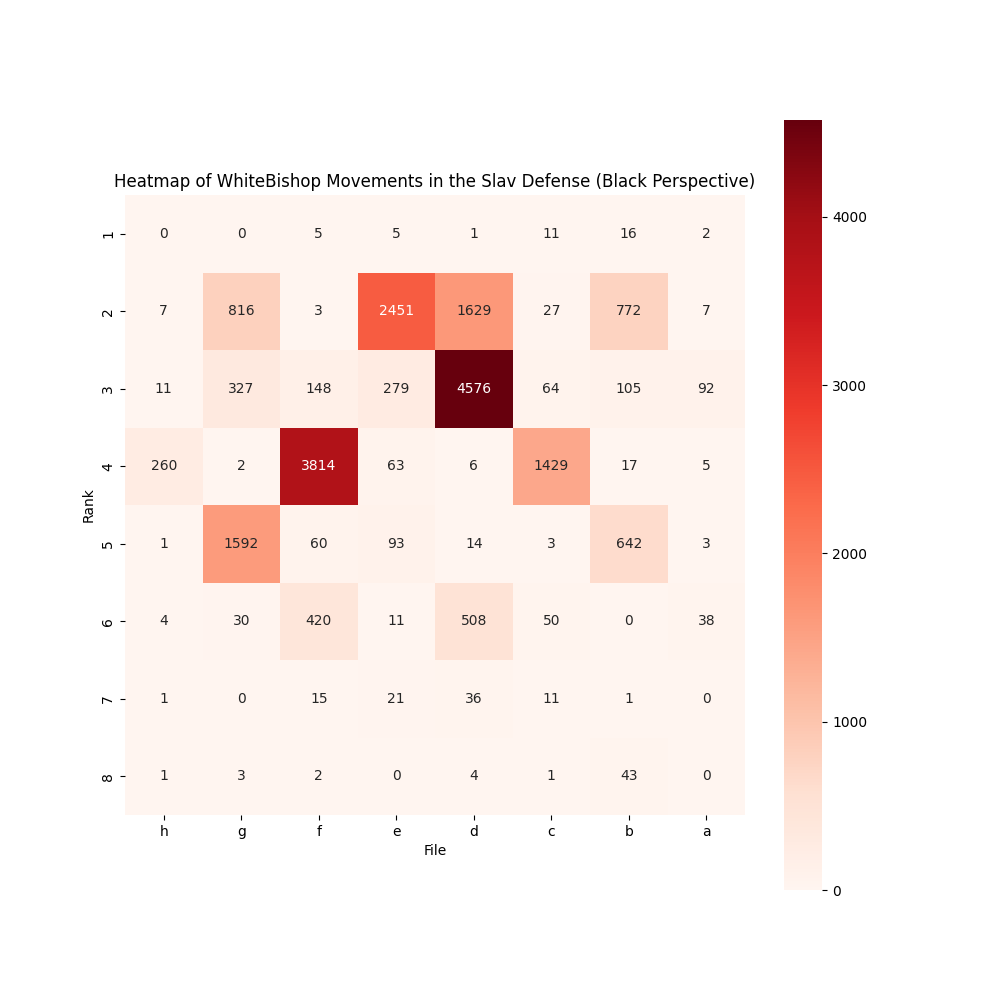 Heatmap of WhiteBishop Movements in the Slav Defense (Black Perspective)
1 0 0 5 5 1 11 16 2
2 7 816 3 2451 1629 27 772 7
3 11 327 148 279 4576 64 105 92
4 260 2 3814 63 6 1429 17 5
5 1 1592 60 93 14 3 642 3
6 4 30 420 11 508 50 0 38
7 1 0 15 21 36 11 1 0
8 1 3 2 0 4 1 43 0
h g f e d c b a
File
Rank
4000
3000
2000
1000
0